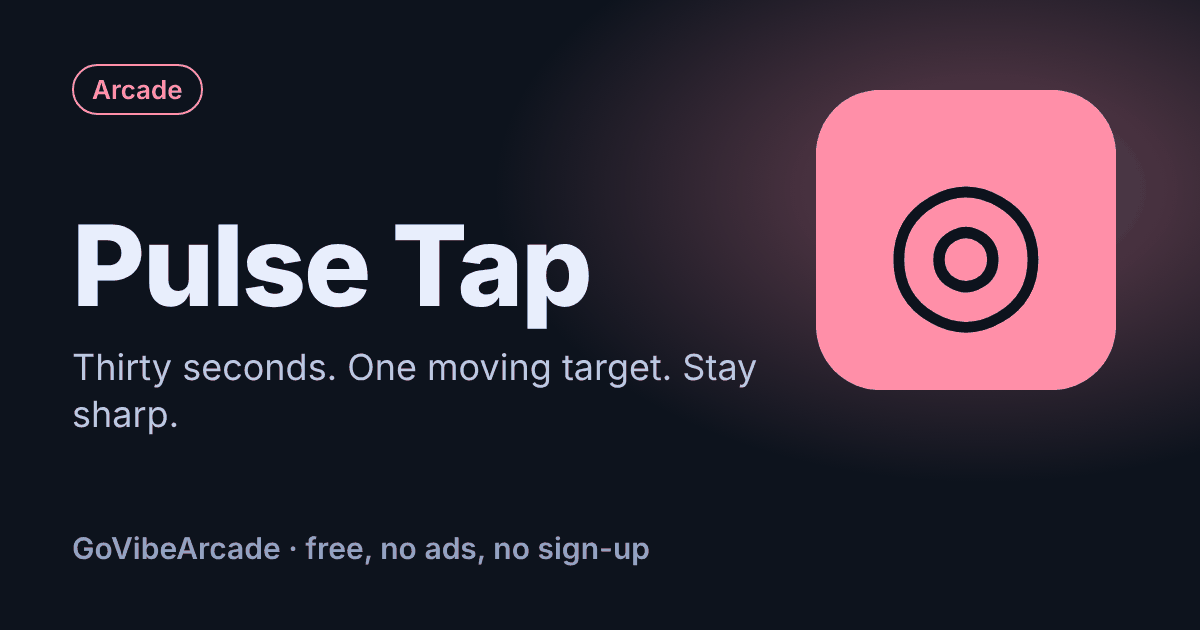 Arcade
Pulse Tap
Thirty seconds. One moving target. Stay
sharp.
GoVibeArcade · free, no ads, no sign-up